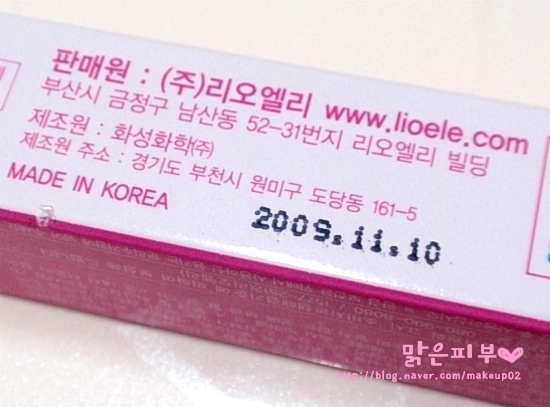 판매원 : (주)리오엘리 www.lioele.com
부산시 금정구 남산동 52-31번지 리오엘리 빌딩
제조원 : 화성화학(주)
제조원 주소 : 경기도 부천시 원미구 도당동 161-5
MADE IN KOREA
2009.11.10
맑은피부
http://blog.naver.com/makeup02